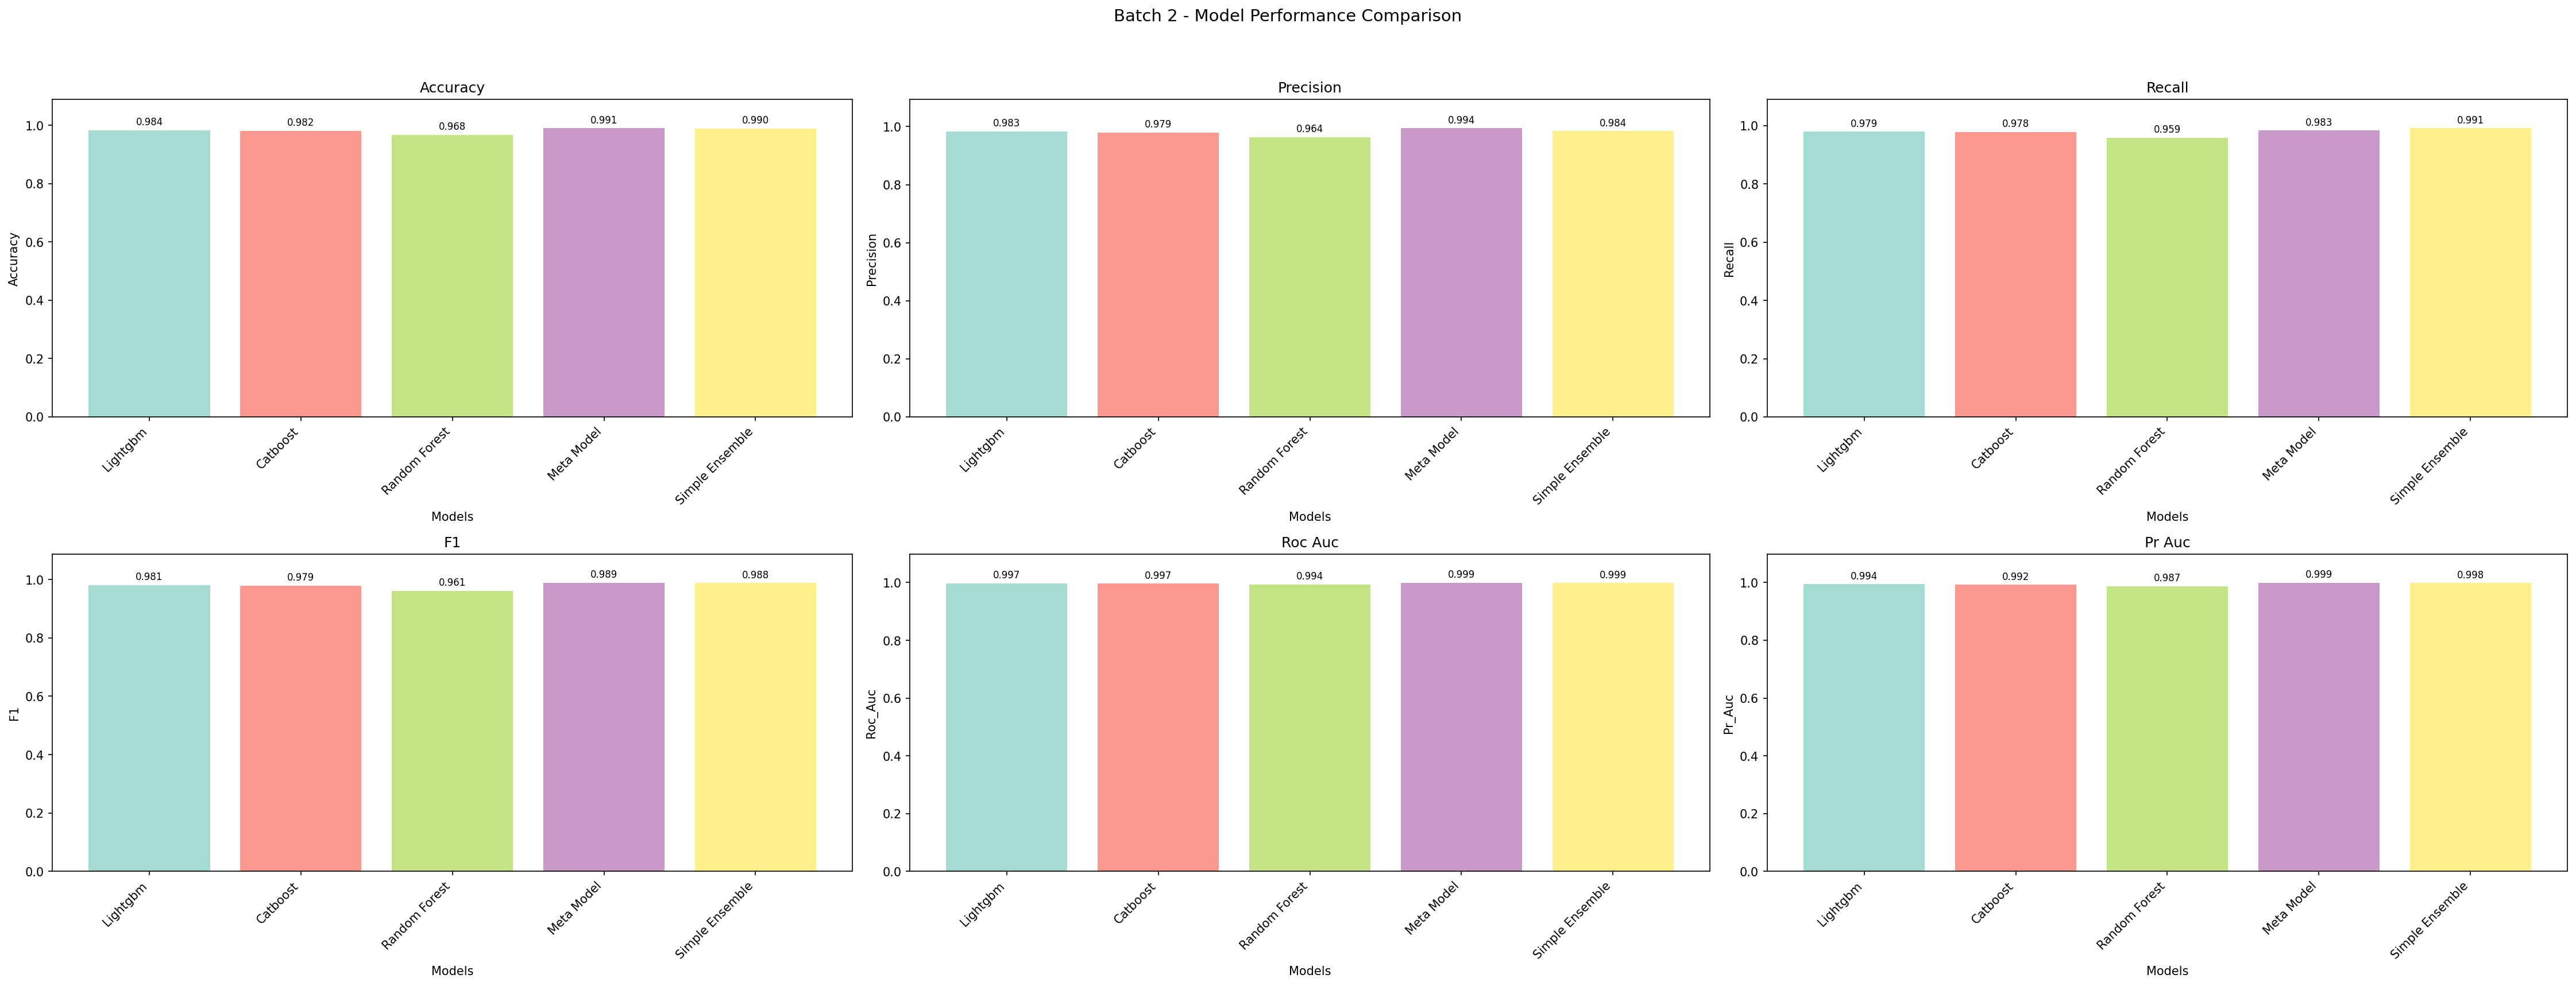 Batch 2 - Model Performance Comparison
Accuracy
Accuracy
1.0
0.8
0.6
0.4
0.2
0.0
0.984
0.982
0.968
0.991
0.990
Lightgbm
Catboost
Random Forest
Meta Model
Simple Ensemble
Models
Precision
Precision
1.0
0.8
0.6
0.4
0.2
0.0
0.983
0.979
0.964
0.994
0.984
Lightgbm
Catboost
Random Forest
Meta Model
Simple Ensemble
Models
Recall
Recall
1.0
0.8
0.6
0.4
0.2
0.0
0.979
0.978
0.959
0.983
0.991
Lightgbm
Catboost
Random Forest
Meta Model
Simple Ensemble
Models
F1
F1
1.0
0.8
0.6
0.4
0.2
0.0
0.981
0.979
0.961
0.989
0.988
Lightgbm
Catboost
Random Forest
Meta Model
Simple Ensemble
Models
Roc Auc
Roc_Auc
1.0
0.8
0.6
0.4
0.2
0.0
0.997
0.997
0.994
0.999
0.999
Lightgbm
Catboost
Random Forest
Meta Model
Simple Ensemble
Models
Pr Auc
Pr_Auc
1.0
0.8
0.6
0.4
0.2
0.0
0.994
0.992
0.987
0.999
0.998
Lightgbm
Catboost
Random Forest
Meta Model
Simple Ensemble
Models